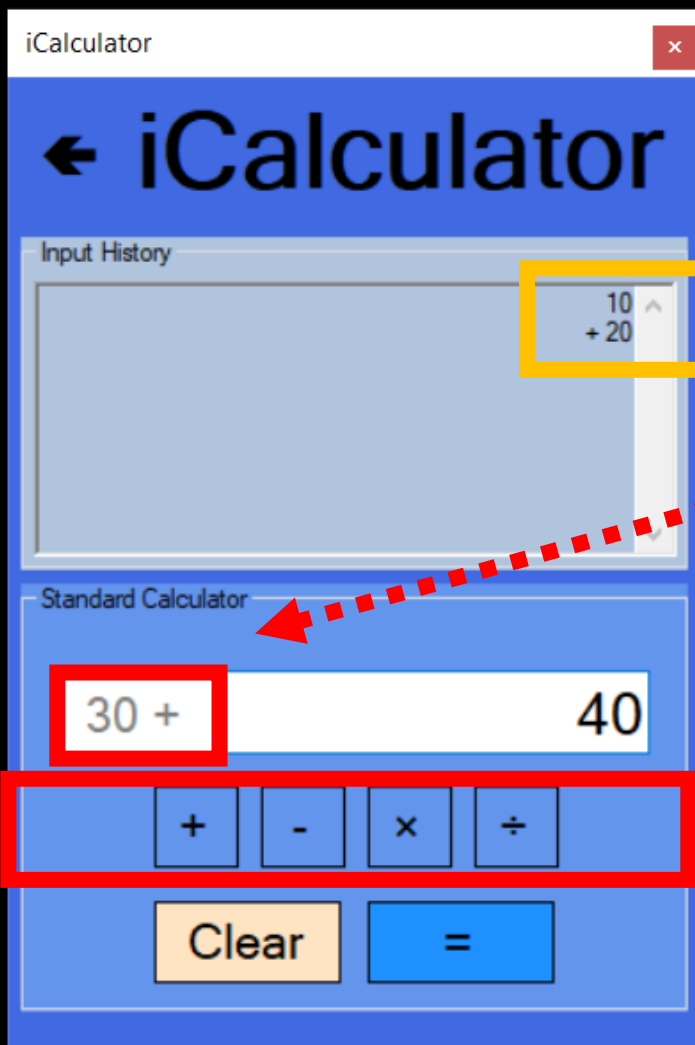 iCalculator
×
← iCalculator
Input History
10
+ 20
Standard Calculator
30 + 40
+ - × ÷
Clear =